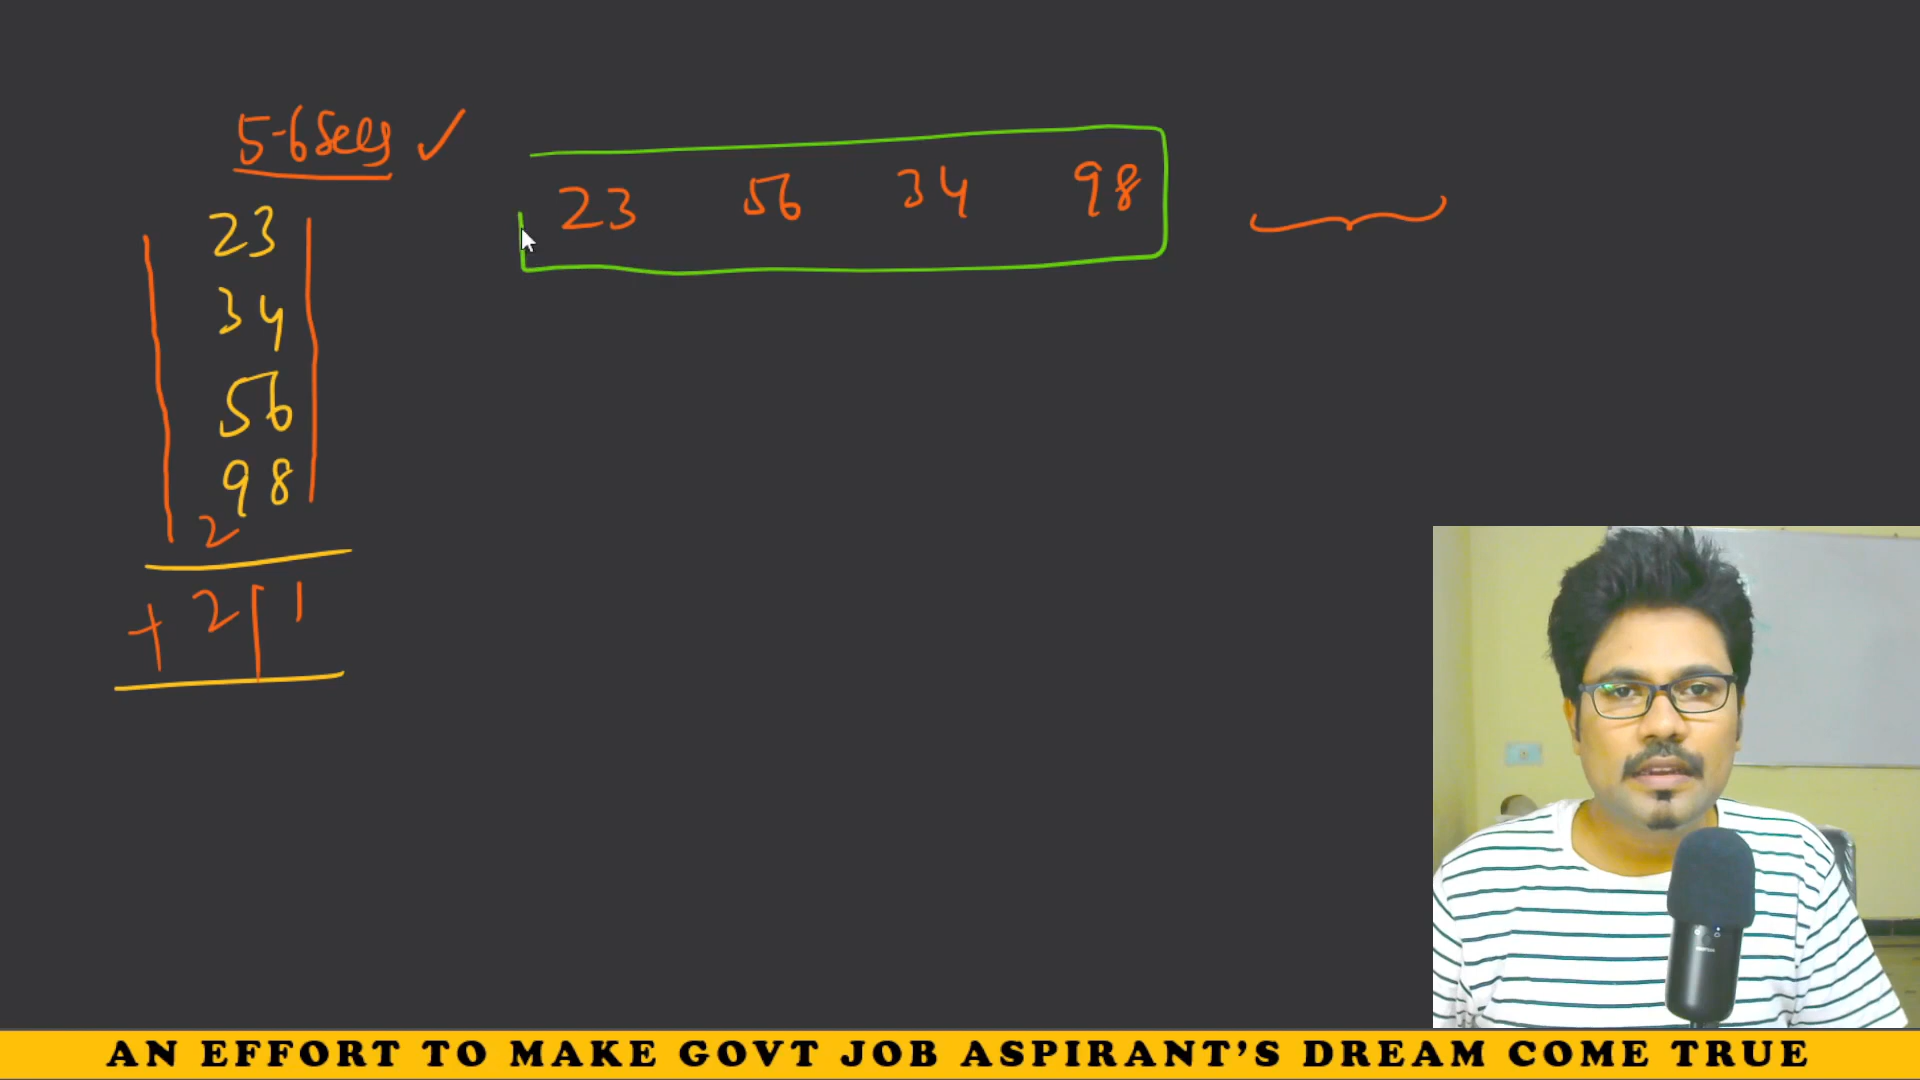 5-6 Secs ✓
23 56 34 98
23
34
56
98
2
+ 2 1 1
AN EFFORT TO MAKE GOVT JOB ASPIRANT'S DREAM COME TRUE